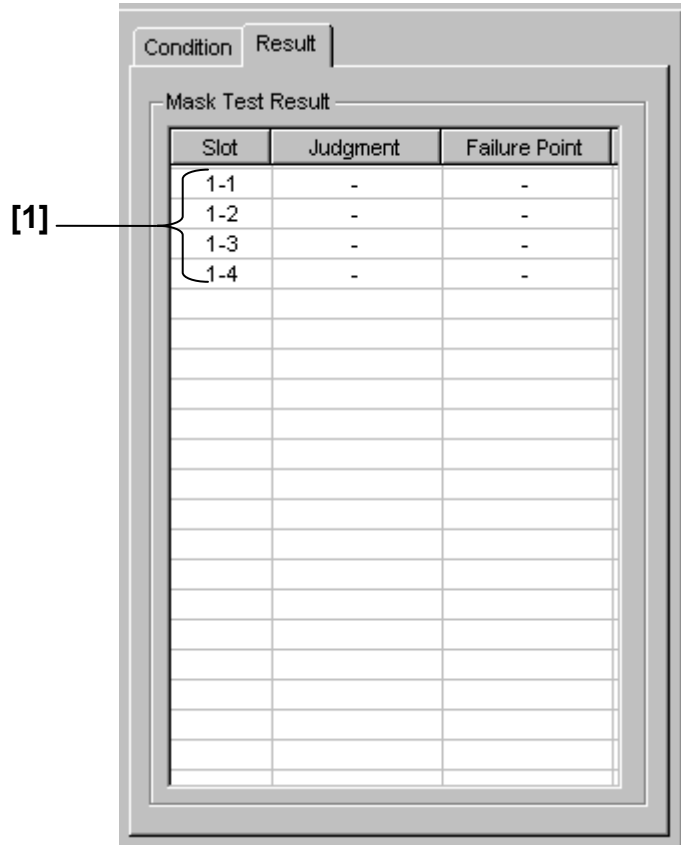 Condition Result
Mask Test Result
Slot Judgment Failure Point
1-1 - -
[1] 1-2 - -
1-3 - -
1-4 - -